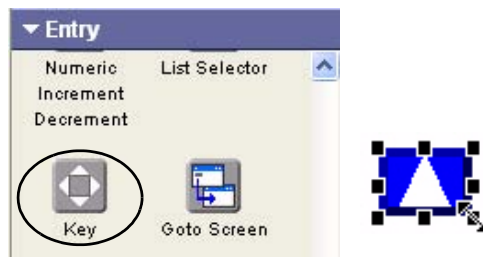 Entry
Numeric
Increment
Decrement
List Selector
Key
Goto Screen